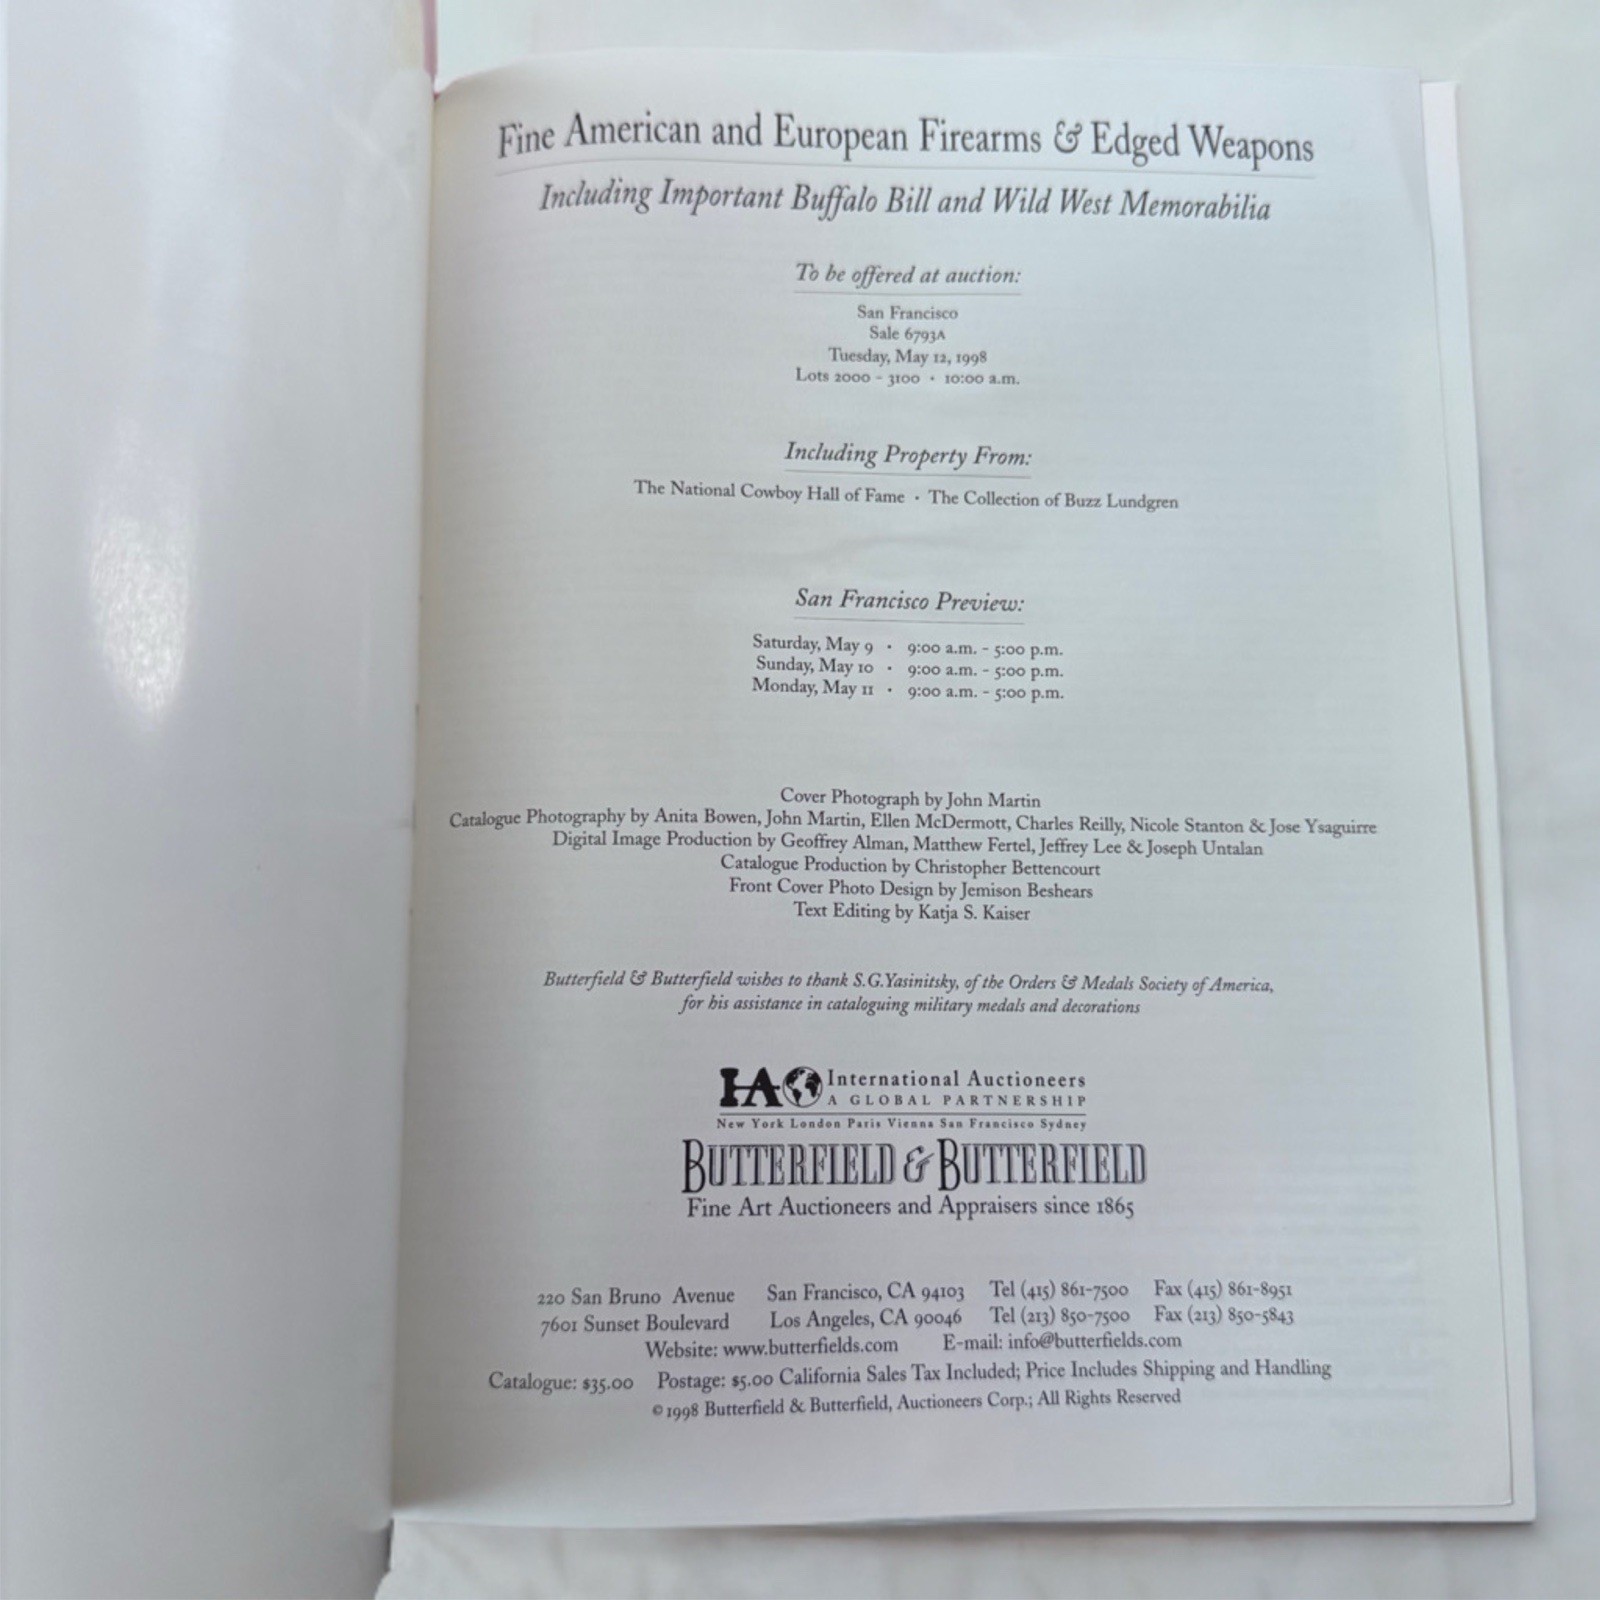 Fine American and European Firearms & Edged Weapons
Including Important Buffalo Bill and Wild West Memorabilia
To be offered at auction:
San Francisco
Sale 6793A
Tuesday, May 12, 1998
Lots 2000 - 3100 • 10:00 a.m.
Including Property From:
The National Cowboy Hall of Fame • The Collection of Buzz Lundgren
San Francisco Preview:
Saturday, May 9 • 9:00 a.m. - 5:00 p.m.
Sunday, May 10 • 9:00 a.m. - 5:00 p.m.
Monday, May 11 • 9:00 a.m. - 5:00 p.m.
Cover Photograph by John Martin
Catalogue Photography by Anita Bowen, John Martin, Ellen McDermott, Charles Reilly, Nicole Stanton & Jose Ysaguirre
Digital Image Production by Geoffrey Alman, Matthew Fertel, Jeffrey Lee & Joseph Untalan
Catalogue Production by Christopher Bettencourt
Front Cover Photo Design by Jemison Beshears
Text Editing by Katja S. Kaiser
Butterfield & Butterfield wishes to thank S.G.Yasinitsky, of the Orders & Medals Society of America,
for his assistance in cataloguing military medals and decorations
IA International Auctioneers
A GLOBAL PARTNERSHIP
New York London Paris Vienna San Francisco Sydney
BUTTERFIELD & BUTTERFIELD
Fine Art Auctioneers and Appraisers since 1865
220 San Bruno Avenue San Francisco, CA 94103 Tel (415) 861-7500 Fax (415) 861-8951
7601 Sunset Boulevard Los Angeles, CA 90046 Tel (213) 850-7500 Fax (213) 850-5843
Website: www.butterfields.com E-mail: info@butterfields.com
Catalogue: $35.00 Postage: $5.00 California Sales Tax Included; Price Includes Shipping and Handling
© 1998 Butterfield & Butterfield, Auctioneers Corp.; All Rights Reserved